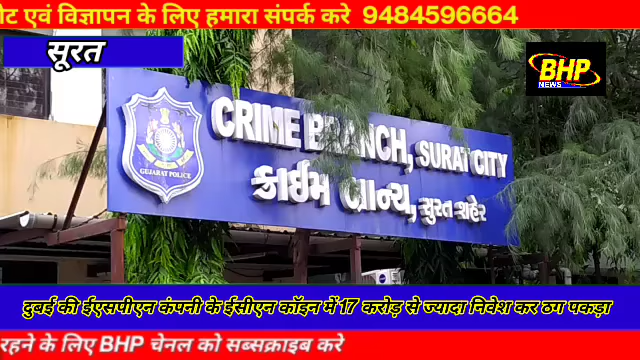 ोट एवं विज्ञापन के लिए हमारा संपर्क करे 9484596664
सूरत
BHP
NEWS
CRIME BRANCH, SURAT CITY
ક્રાઇમ બ્રાન્ચ, સુરત શહેર
GUJARAT POLICE
दुबई की ईएसपीएन कंपनी के ईसीएन कॉइन में 17 करोड़ से ज्यादा निवेश कर ठग पकड़ा
रहने के लिए BHP चेनल को सब्सक्राइब करे